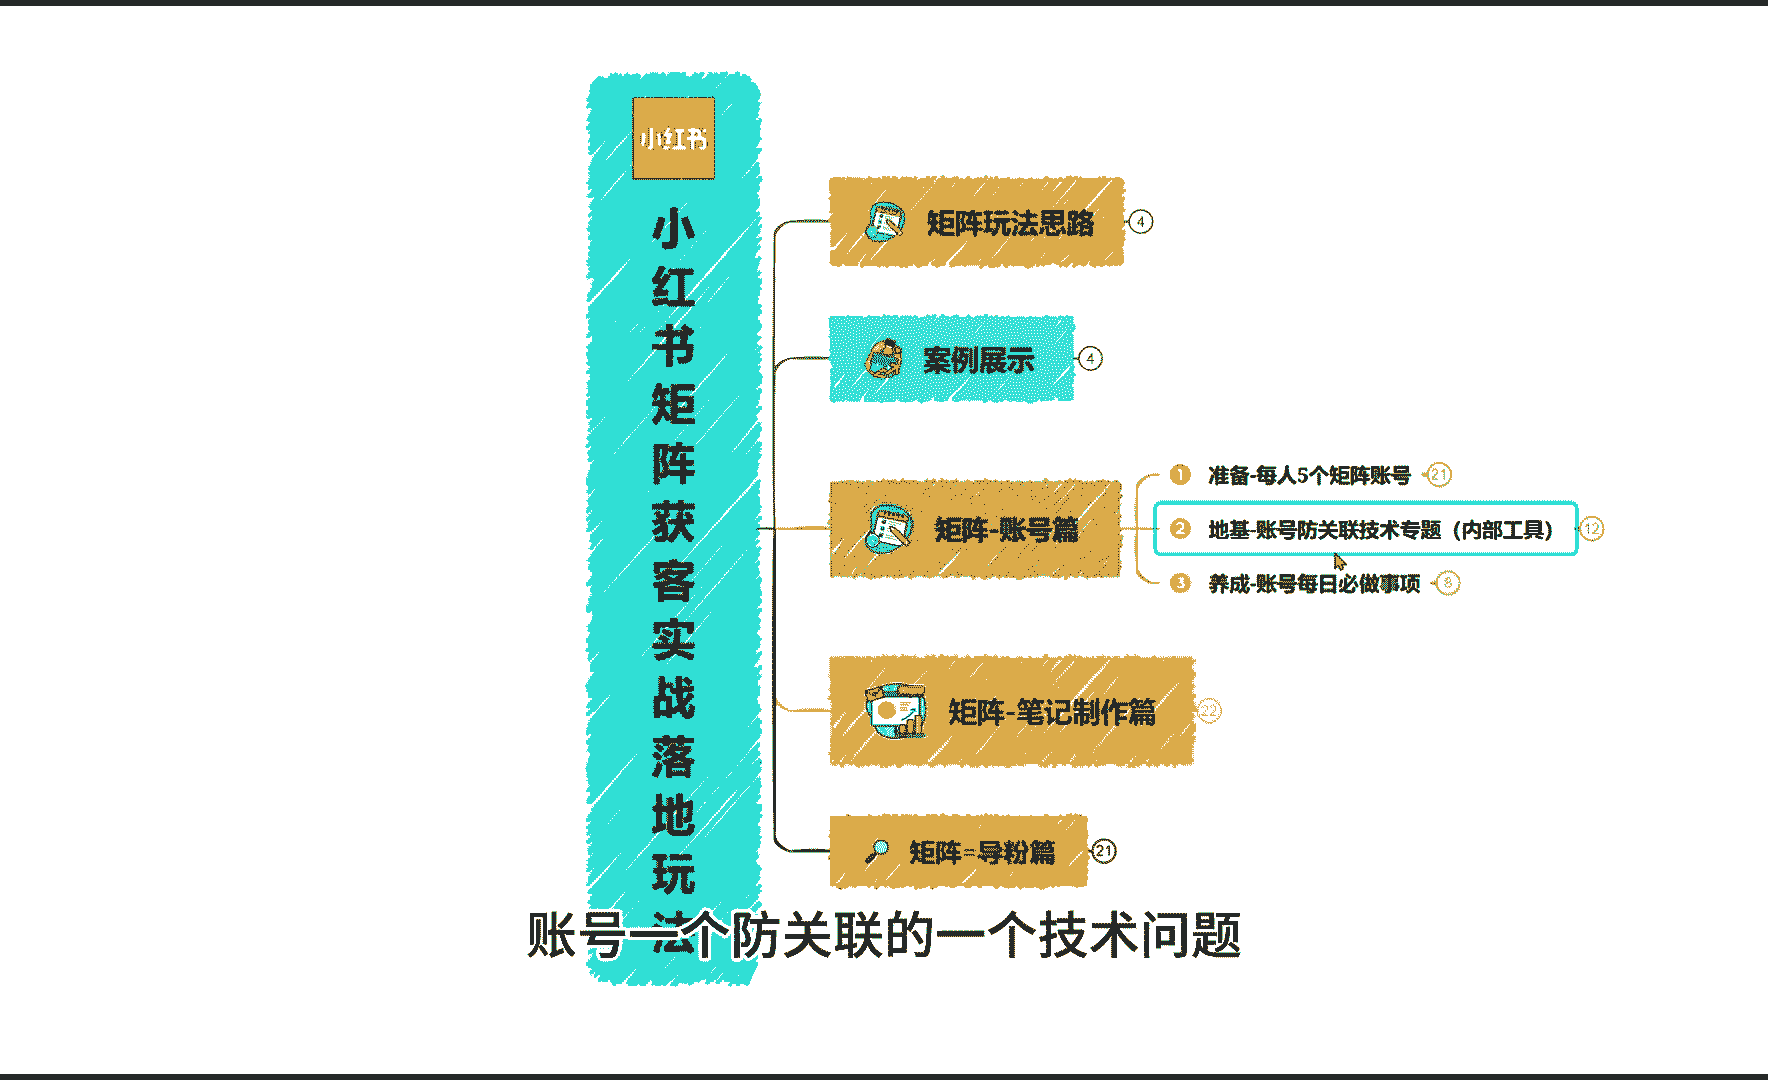 小红书
小红书矩阵获客实战落地玩法
矩阵玩法思路
4
案例展示
4
矩阵-账号篇
1 准备-每人5个矩阵账号 21
2 地基-账号防关联技术专题（内部工具） 12
3 养成-账号每日必做事项 8
矩阵-笔记制作篇
22
矩阵=导粉篇
21
账号一个防关联的一个技术问题